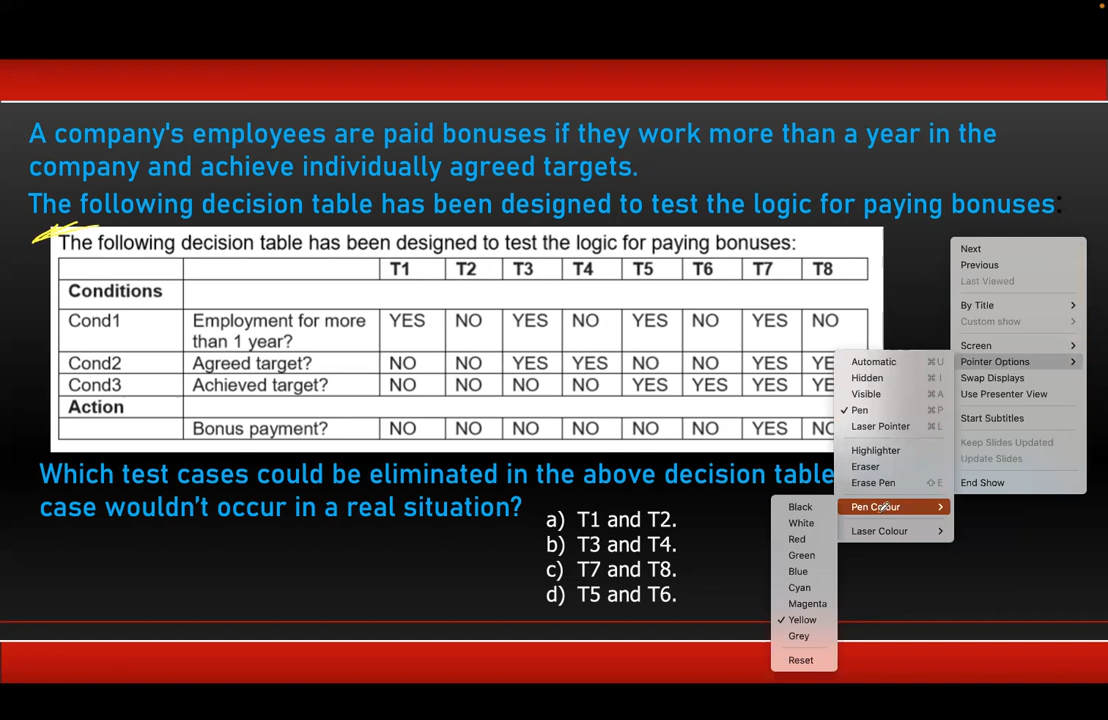 A company's employees are paid bonuses if they work more than a year in the
company and achieve individually agreed targets.
The following decision table has been designed to test the logic for paying bonuses:
The following decision table has been designed to test the logic for paying bonuses:
T1 T2 T3 T4 T5 T6 T7 T8
Conditions
Cond1 Employment for more than 1 year? YES NO YES NO YES NO YES NO
Cond2 Agreed target? NO NO YES YES NO NO YES
Cond3 Achieved target? NO NO NO NO YES YES YES
Action
Bonus payment? NO NO NO NO NO NO YES
Which test cases could be eliminated in the above decision table
case wouldn't occur in a real situation?
a) T1 and T2.
b) T3 and T4.
c) T7 and T8.
d) T5 and T6.
Next
Previous
Last Viewed
By Title
Custom show
Screen
Pointer Options
Swap Displays
Use Presenter View
Start Subtitles
Keep Slides Updated
Update Slides
End Show
Automatic ⌘U
Hidden ⌘I
Visible ⌘A
✓ Pen ⌘P
Laser Pointer ⌘L
Highlighter
Eraser
Erase Pen ⇧E
Pen Colour
Laser Colour
Black
White
Red
Green
Blue
Cyan
Magenta
✓ Yellow
Grey
Reset